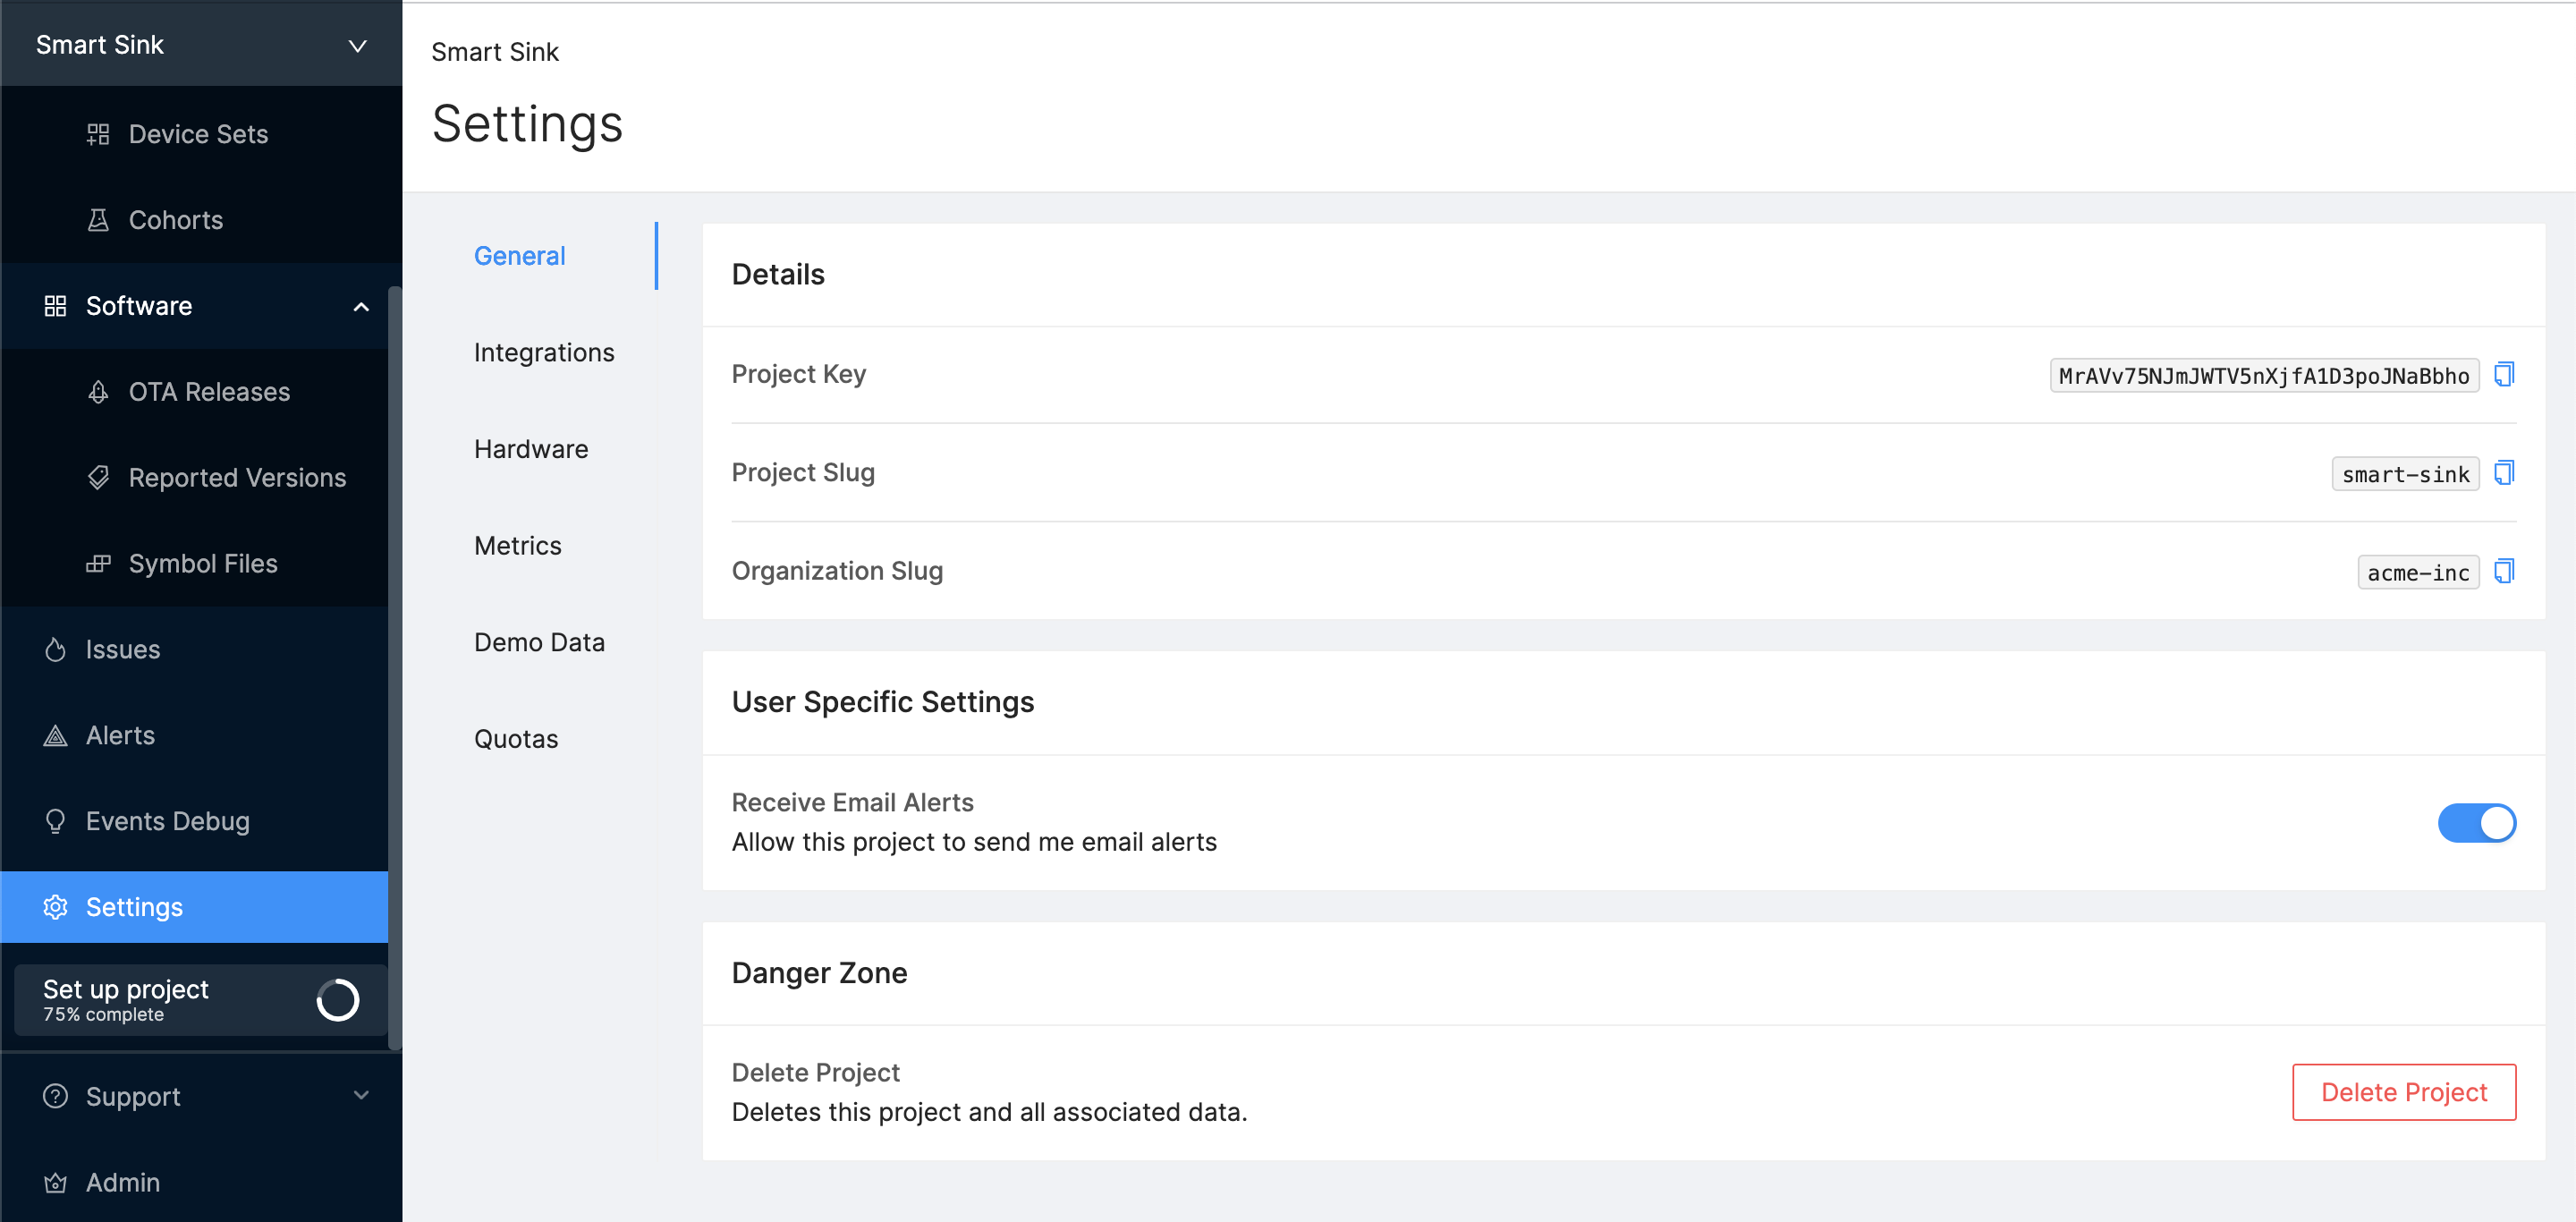 Smart Sink
Device Sets
Cohorts
Software
OTA Releases
Reported Versions
Symbol Files
Issues
Alerts
Events Debug
Settings
Set up project
75% complete
Support
Admin
Smart Sink
Settings
General
Integrations
Hardware
Metrics
Demo Data
Quotas
Details
Project Key MrAVv75NJmJWTV5nXjfA1D3poJNaBbho
Project Slug smart-sink
Organization Slug acme-inc
User Specific Settings
Receive Email Alerts
Allow this project to send me email alerts
Danger Zone
Delete Project
Deletes this project and all associated data.
Delete Project